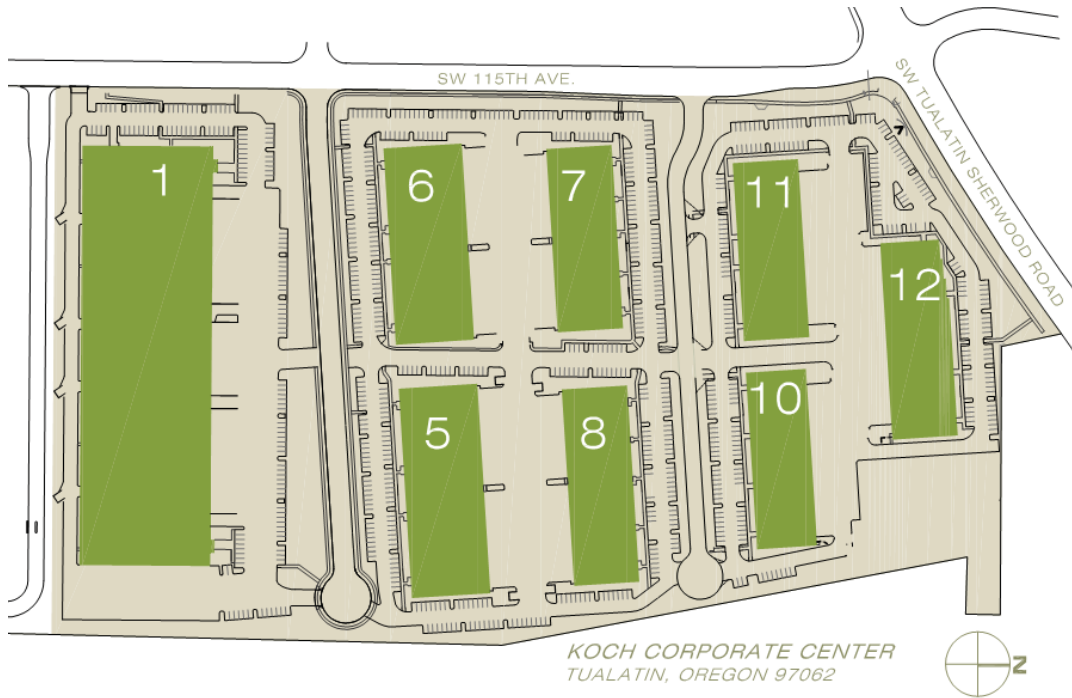 SW 115TH AVE.
SW TUALATIN SHERWOOD ROAD
1
6
7
11
12
5
8
10
KOCH CORPORATE CENTER
TUALATIN, OREGON 97062
N